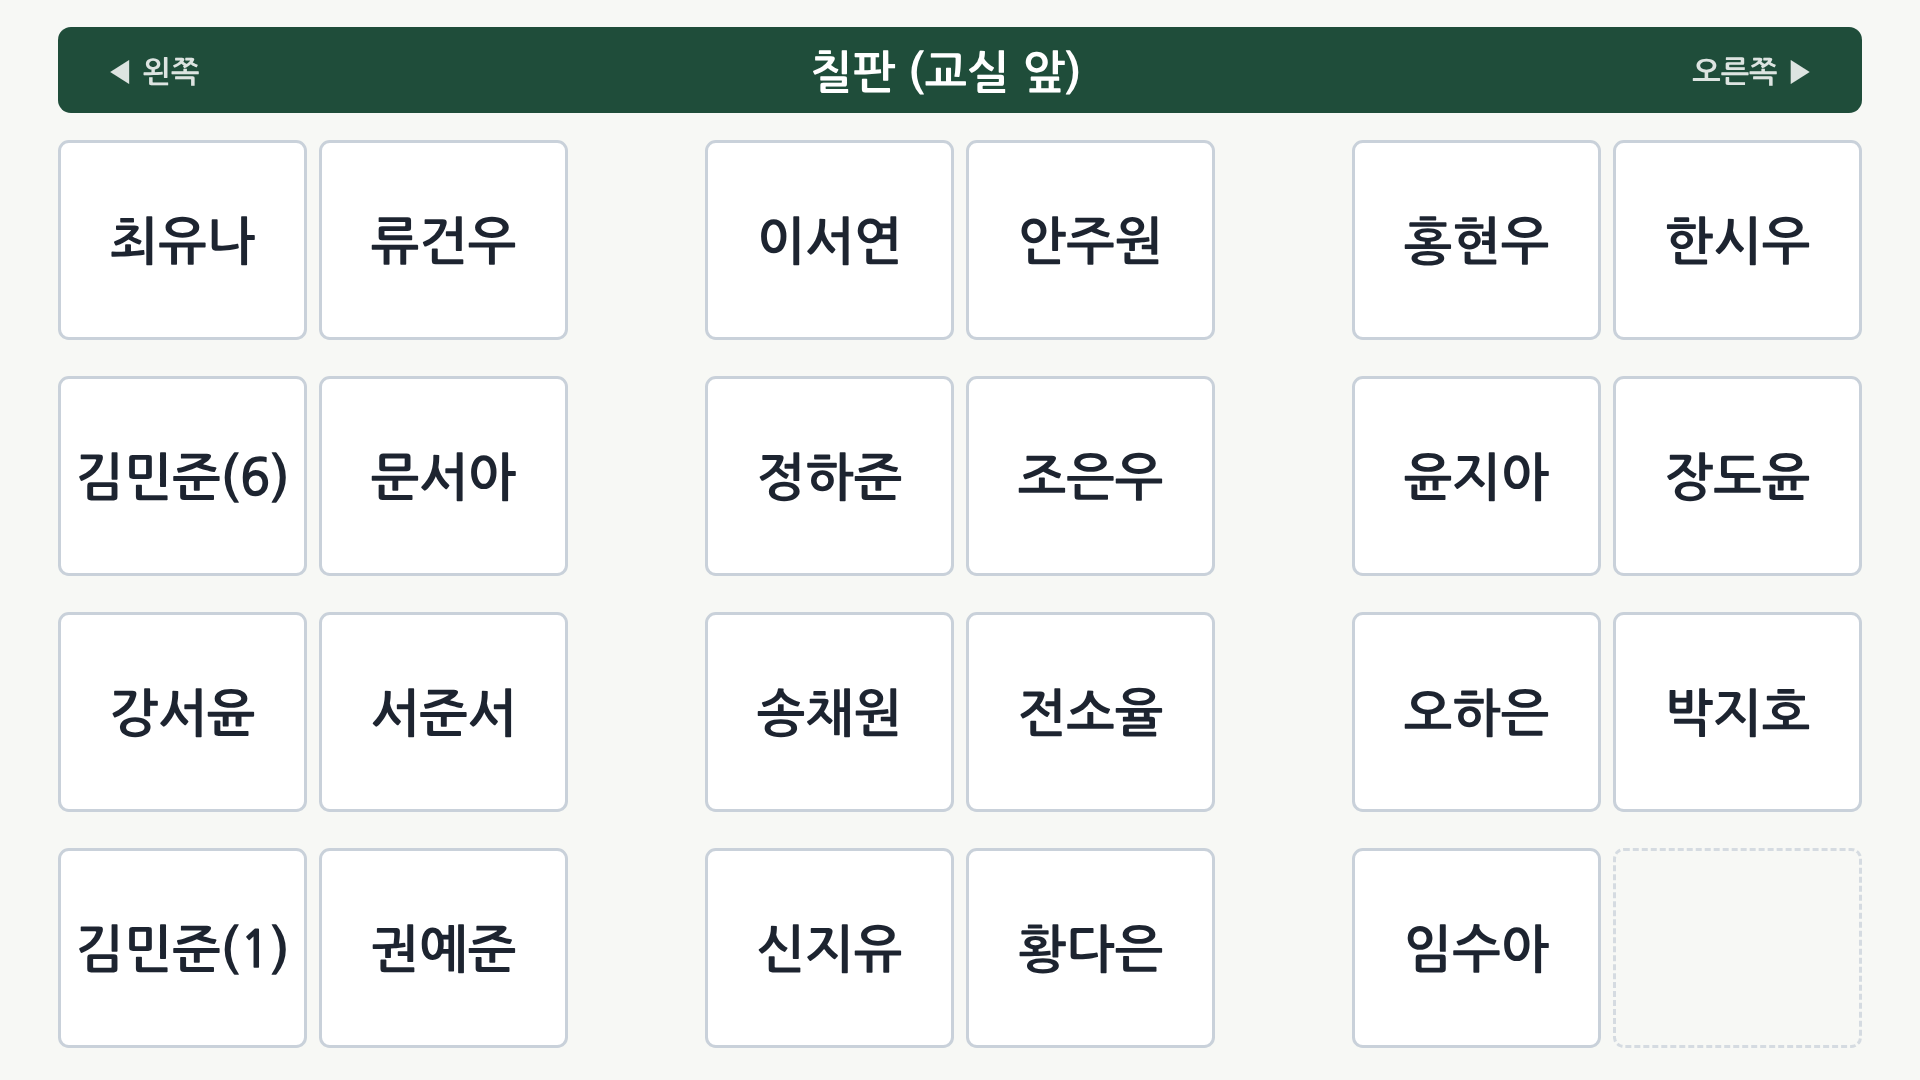 ◀ 왼쪽 칠판 (교실 앞) 오른쪽 ▶
최유나 류건우 이서연 안주원 홍현우 한시우
김민준(6) 문서아 정하준 조은우 윤지아 장도윤
강서윤 서준서 송채원 전소율 오하은 박지호
김민준(1) 권예준 신지유 황다은 임수아